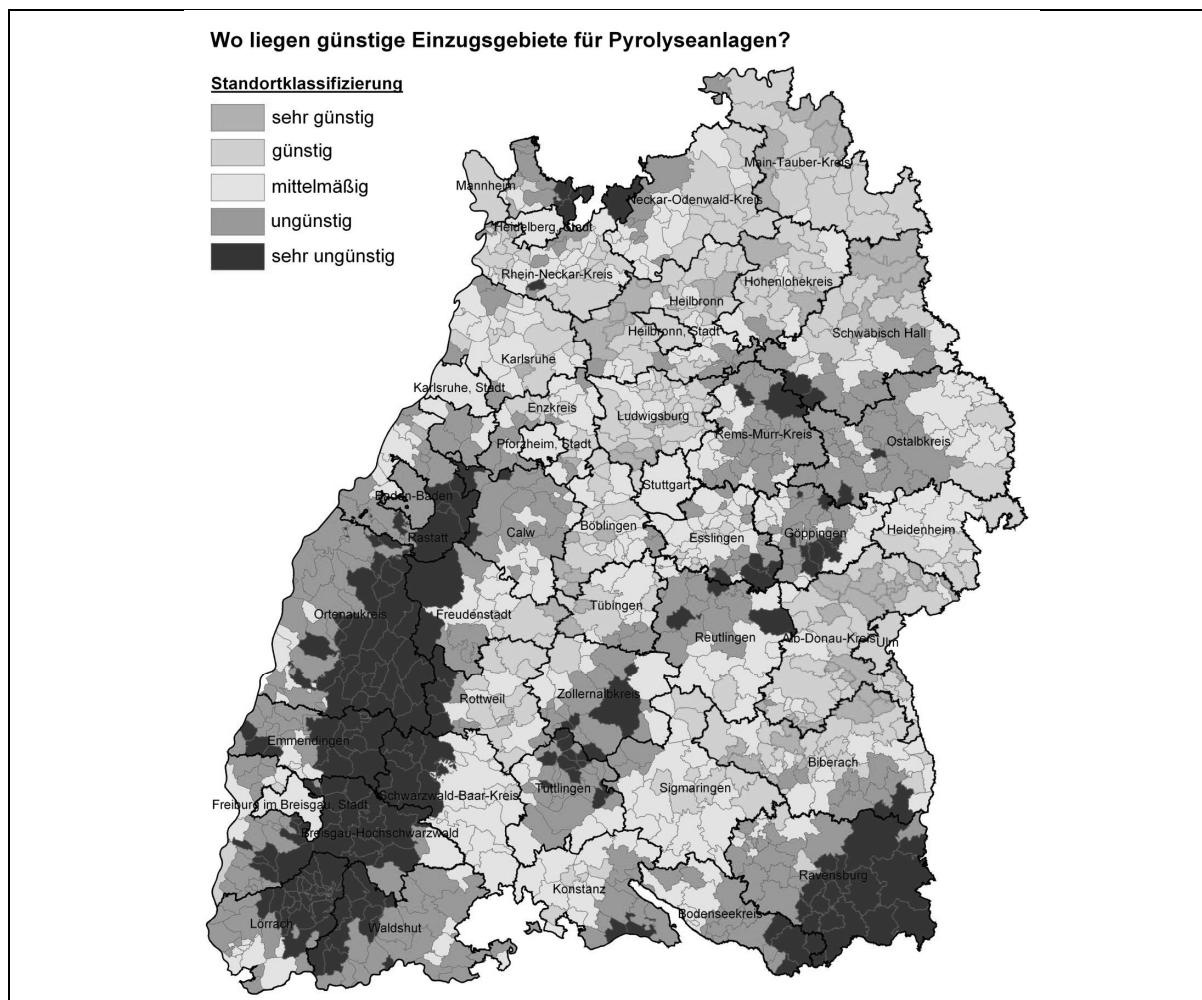 Wo liegen günstige Einzugsgebiete für Pyrolyseanlagen?
Standortklassifizierung
sehr günstig
günstig
mittelmäßig
ungünstig
sehr ungünstig
Main-Tauber-Kreis
Mannheim
Neckar-Odenwald-Kreis
Heidelberg, Stadt
Rhein-Neckar-Kreis
Hohenlohekreis
Heilbronn
Heilbronn, Stadt
Schwäbisch Hall
Karlsruhe
Karlsruhe, Stadt
Enzkreis
Ludwigsburg
Pforzheim, Stadt
Rems-Murr-Kreis
Ostalbkreis
Stuttgart
Baden-Baden
Rastatt
Calw
Böblingen
Esslingen
Göppingen
Heidenheim
Ortenaukreis
Freudenstadt
Tübingen
Reutlingen
Alb-Donau-Kreis
Ulm
Rottweil
Zollernalbkreis
Emmendingen
Biberach
Schwarzwald-Baar-Kreis
Tuttlingen
Sigmaringen
Freiburg im Breisgau, Stadt
Breisgau-Hochschwarzwald
Ravensburg
Konstanz
Bodenseekreis
Lörrach
Waldshut